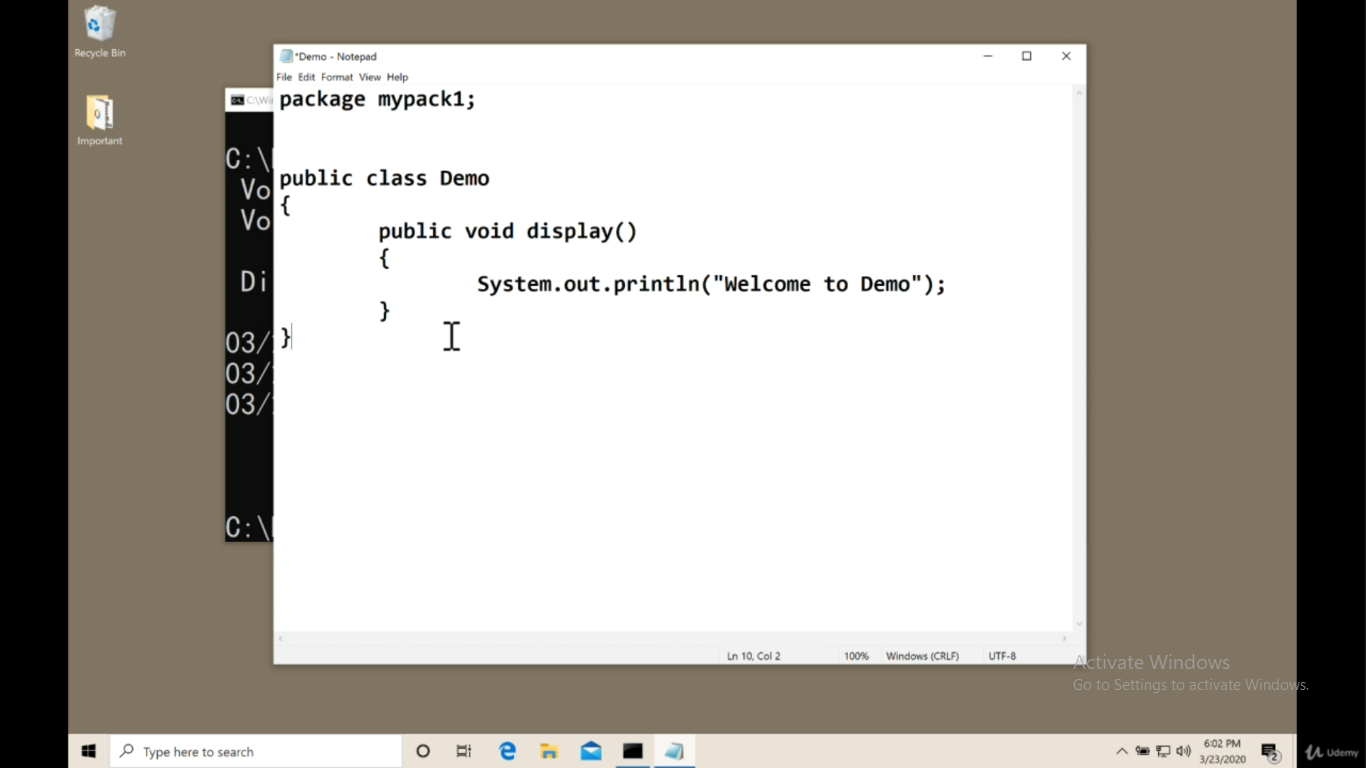 Recycle Bin
Important
*Demo - Notepad
File Edit Format View Help
C:\Wi
package mypack1;
public class Demo
{
public void display()
{
System.out.println("Welcome to Demo");
}
}
C:\
Vo
Vo
Di
03/
03/
03/
C:\
Ln 10, Col 2
100%
Windows (CRLF)
UTF-8
Activate Windows
Go to Settings to activate Windows.
Type here to search
6:02 PM
3/23/2020
2
Udemy